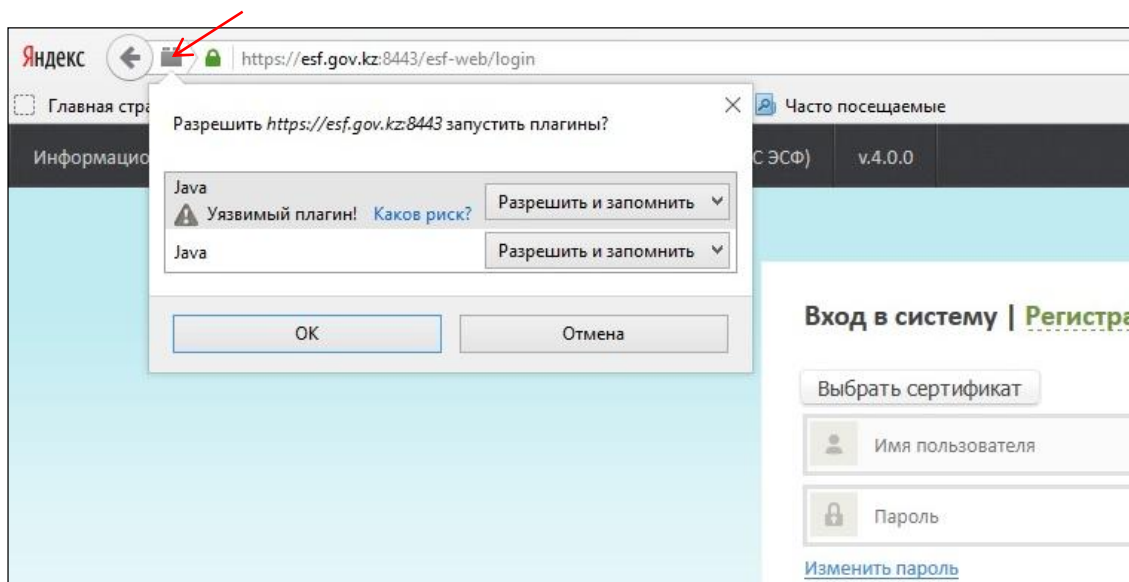 Яндекс
https://esf.gov.kz:8443/esf-web/login
Главная стра
Часто посещаемые
Разрешить https://esf.gov.kz:8443 запустить плагины?
Информацио
С ЭСФ) v.4.0.0
Java
Уязвимый плагин! Каков риск?
Разрешить и запомнить
Java
Разрешить и запомнить
ОК
Отмена
Вход в систему | Регистра
Выбрать сертификат
Имя пользователя
Пароль
Изменить пароль